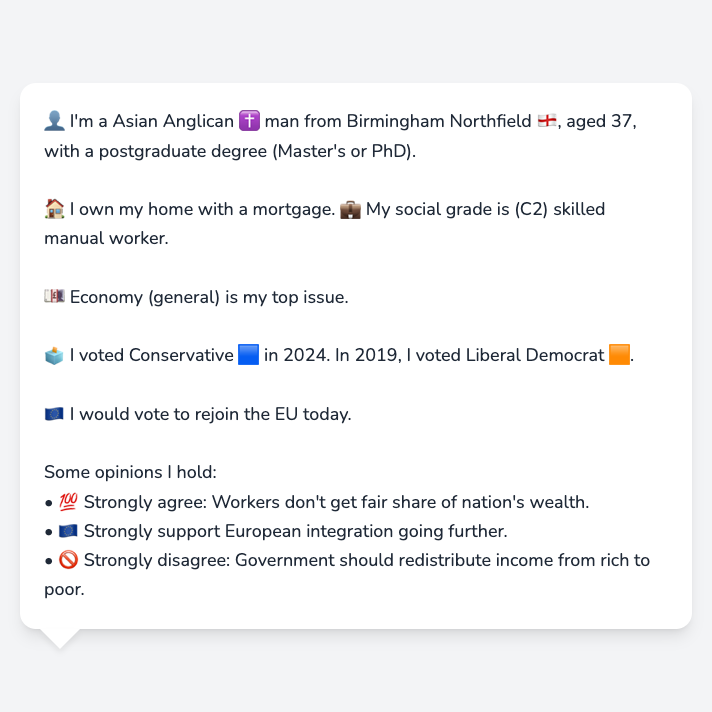 👤 I'm a Asian Anglican ✝️ man from Birmingham Northfield 🏴󠁧󠁢󠁥󠁮󠁧󠁿, aged 37,
with a postgraduate degree (Master's or PhD).
🏠 I own my home with a mortgage. 💼 My social grade is (C2) skilled
manual worker.
💷 Economy (general) is my top issue.
🗳️ I voted Conservative 🟦 in 2024. In 2019, I voted Liberal Democrat 🟧.
🇪🇺 I would vote to rejoin the EU today.
Some opinions I hold:
• 💯 Strongly agree: Workers don't get fair share of nation's wealth.
• 🇪🇺 Strongly support European integration going further.
• 🚫 Strongly disagree: Government should redistribute income from rich to
poor.